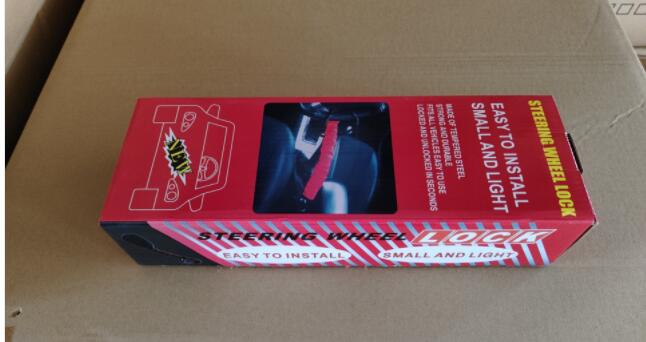 STEERING WHEEL LOCK
EASY TO INSTALL
SMALL AND LIGHT
MADE OF TEMPERED STEEL
STRONG AND DURABLE
FITS ALL VEHICLES EASY TO USE
LOCKED AND UNLOCKED IN SECONDS
NEW
STEERING WHEEL LOCK
EASY TO INSTALL SMALL AND LIGHT